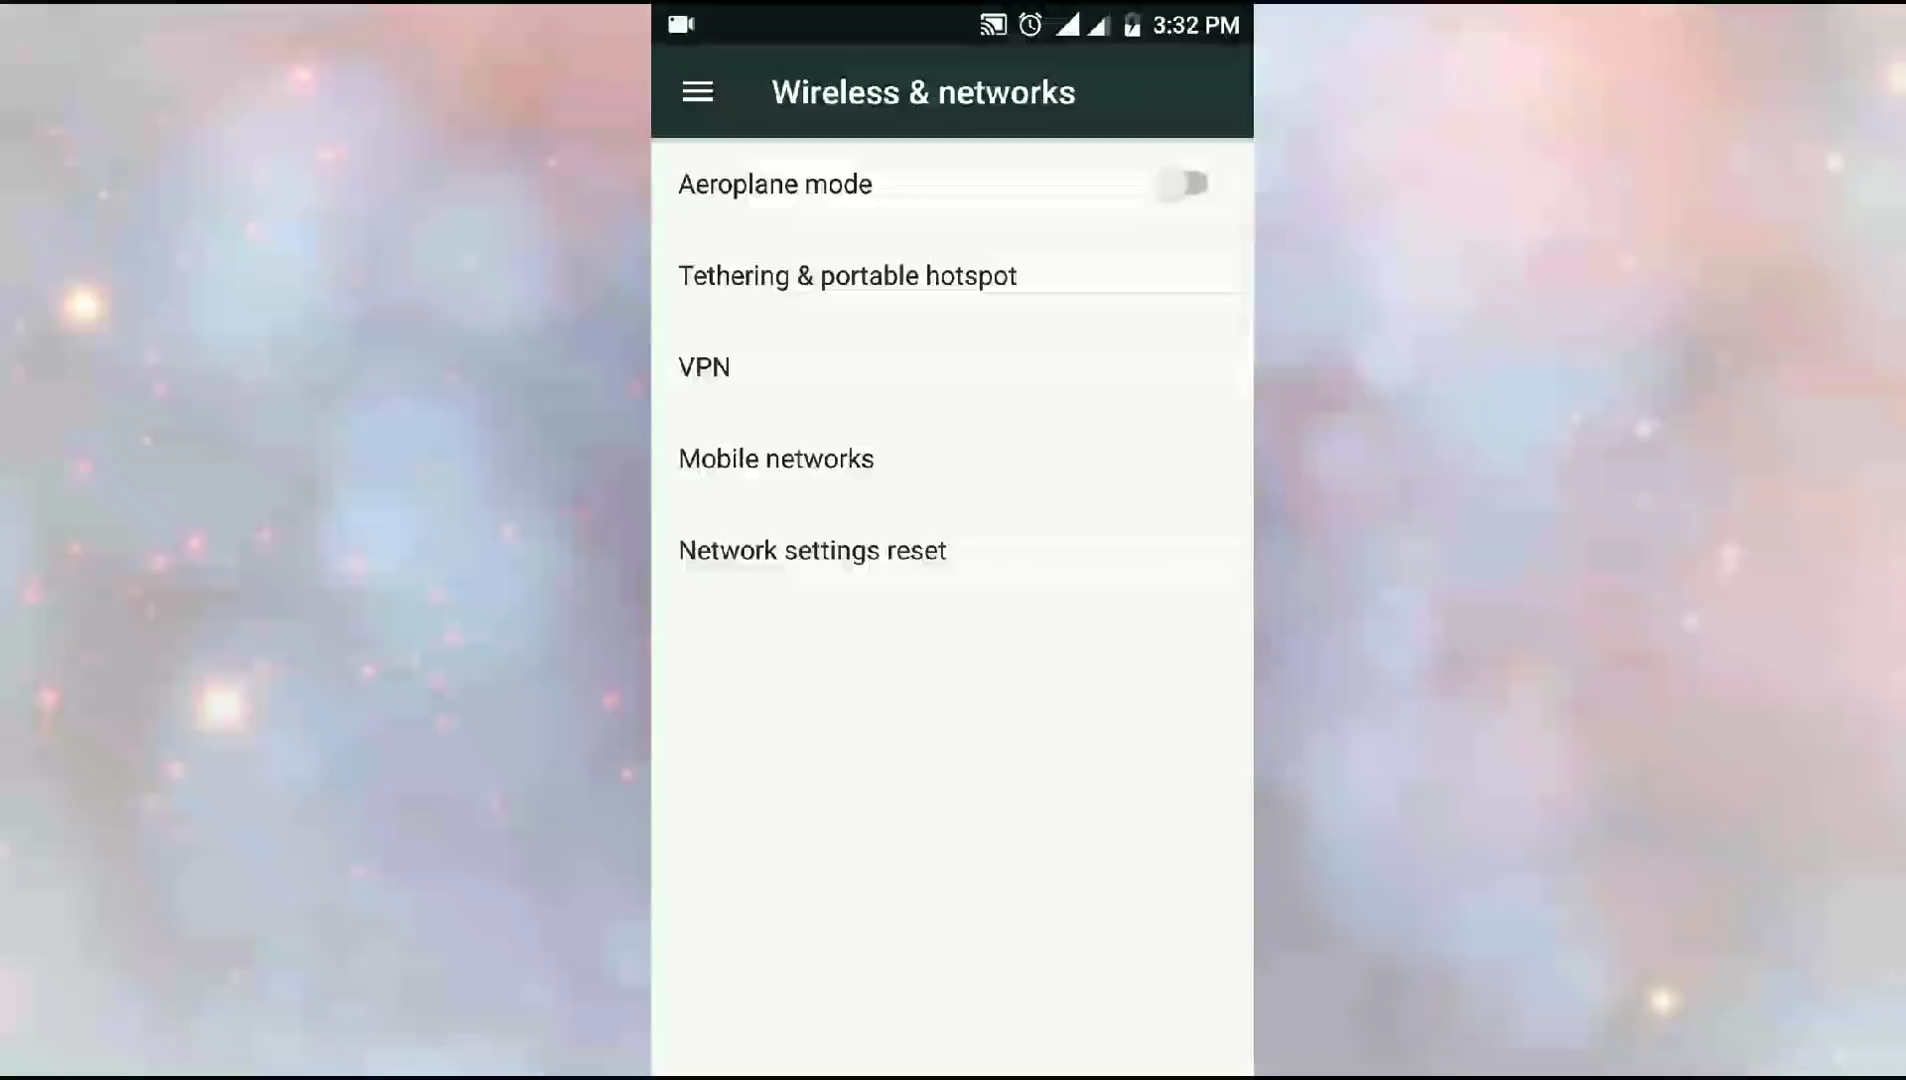 3:32 PM
Wireless & networks
Aeroplane mode
Tethering & portable hotspot
VPN
Mobile networks
Network settings reset